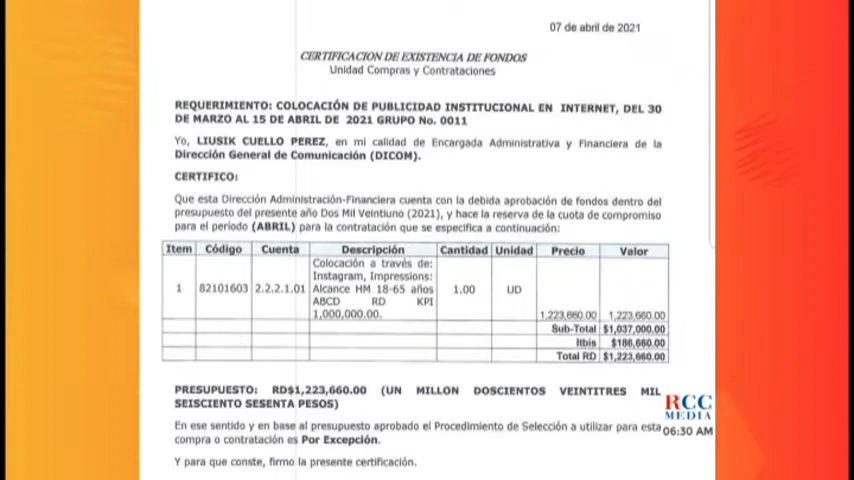 07 de abril de 2021
CERTIFICACION DE EXISTENCIA DE FONDOS
Unidad Compras y Contrataciones
REQUERIMIENTO: COLOCACIÓN DE PUBLICIDAD INSTITUCIONAL EN INTERNET, DEL 30
DE MARZO AL 15 DE ABRIL DE 2021 GRUPO No. 0011
Yo, LIUSIK CUELLO PEREZ, en mi calidad de Encargada Administrativa y Financiera de la
Dirección General de Comunicación (DICOM).
CERTIFICO:
Que esta Dirección Administración-Financiera cuenta con la debida aprobación de fondos dentro del
presupuesto del presente año Dos Mil Veintiuno (2021), y hace la reserva de la cuota de compromiso
para el periodo (ABRIL) para la contratación que se especifica a continuación:
Item Código Cuenta Descripción Cantidad Unidad Precio Valor
Colocación a través de:
Instagram, Impressions:
1 82101603 2.2.2.1.01 Alcance HM 18-65 años 1.00 UD
ABCD RD KPI
1,000,000.00. 1,223,660.00 1,223,660.00
Sub-Total $1,037,000.00
Itbis $186,660.00
Total RD $1,223,660.00
PRESUPUESTO: RD$1,223,660.00 (UN MILLON DOSCIENTOS VEINTITRES MIL
SEISCIENTO SESENTA PESOS)
RCC
MEDIA
En ese sentido y en base al presupuesto aprobado el Procedimiento de Selección a utilizar para esta
06:30 AM
compra o contratación es Por Excepción.
Y para que conste, firmo la presente certificación.